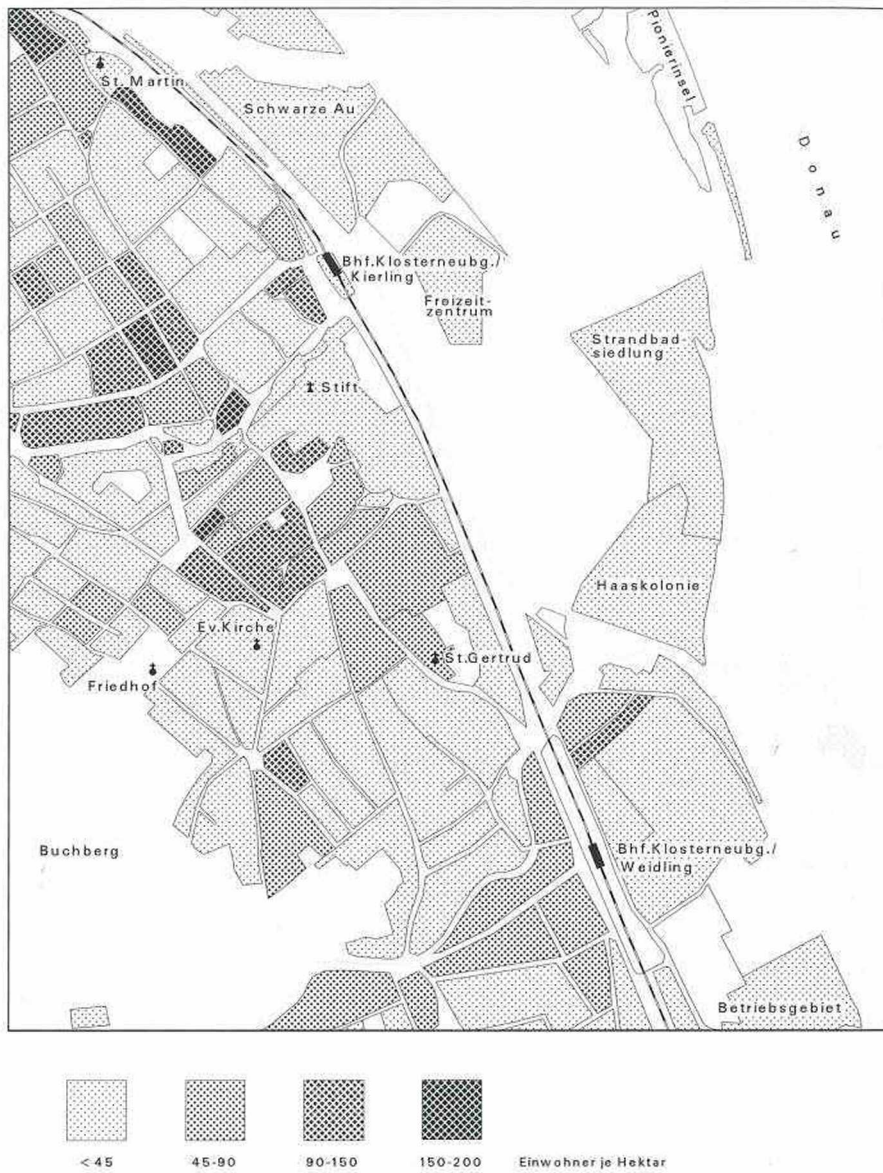 Pionierinsel
St. Martin
Schwarze Au
Donau
Bhf.Klosterneubg./
Kierling
Freizeit-
zentrum
Strandbad-
siedlung
Stift
Haaskolonie
Ev.Kirche
St.Gertrud
Friedhof
Buchberg
Bhf.Klosterneubg./
Weidling
Betriebsgebiet
<45 45-90 90-150 150-200 Einwohner je Hektar